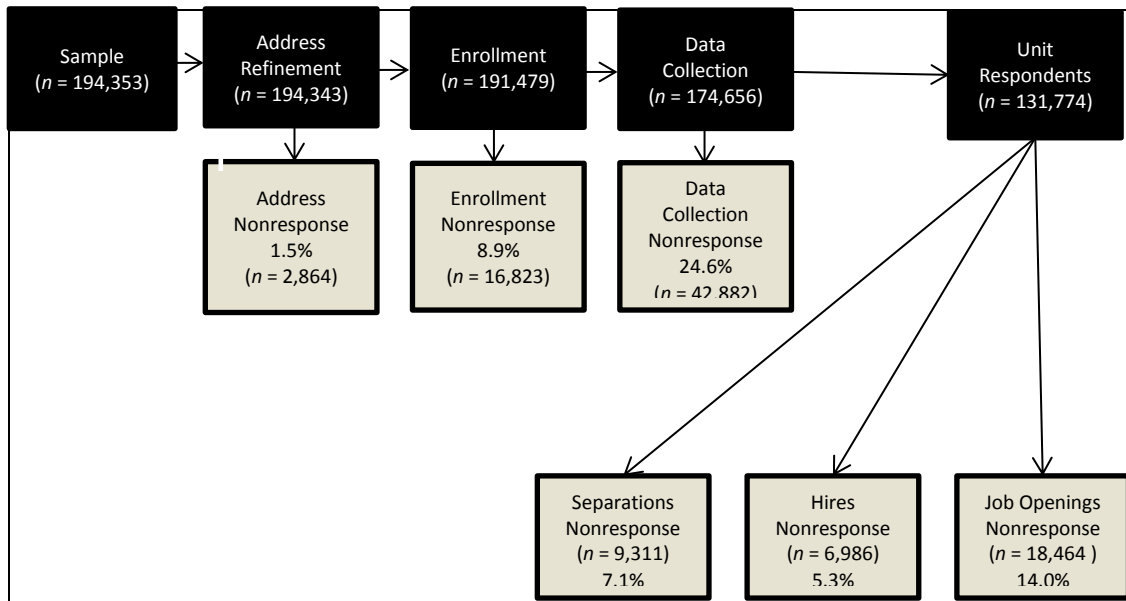 Sample
(n = 194,353)
Address
Refinement
(n = 194,343)
Enrollment
(n = 191,479)
Data
Collection
(n = 174,656)
Unit
Respondents
(n = 131,774)
Address
Nonresponse
1.5%
(n = 2,864)
Enrollment
Nonresponse
8.9%
(n = 16,823)
Data
Collection
Nonresponse
24.6%
(n = 42,882)
Separations
Nonresponse
(n = 9,311)
7.1%
Hires
Nonresponse
(n = 6,986)
5.3%
Job Openings
Nonresponse
(n = 18,464 )
14.0%